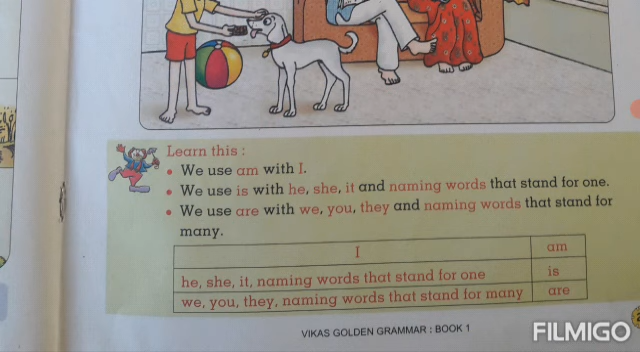 Learn this :
• We use am with I.
• We use is with he, she, it and naming words that stand for one.
• We use are with we, you, they and naming words that stand for
many.
I am
he, she, it, naming words that stand for one is
we, you, they, naming words that stand for many are
VIKAS GOLDEN GRAMMAR : BOOK 1
FILMIGO